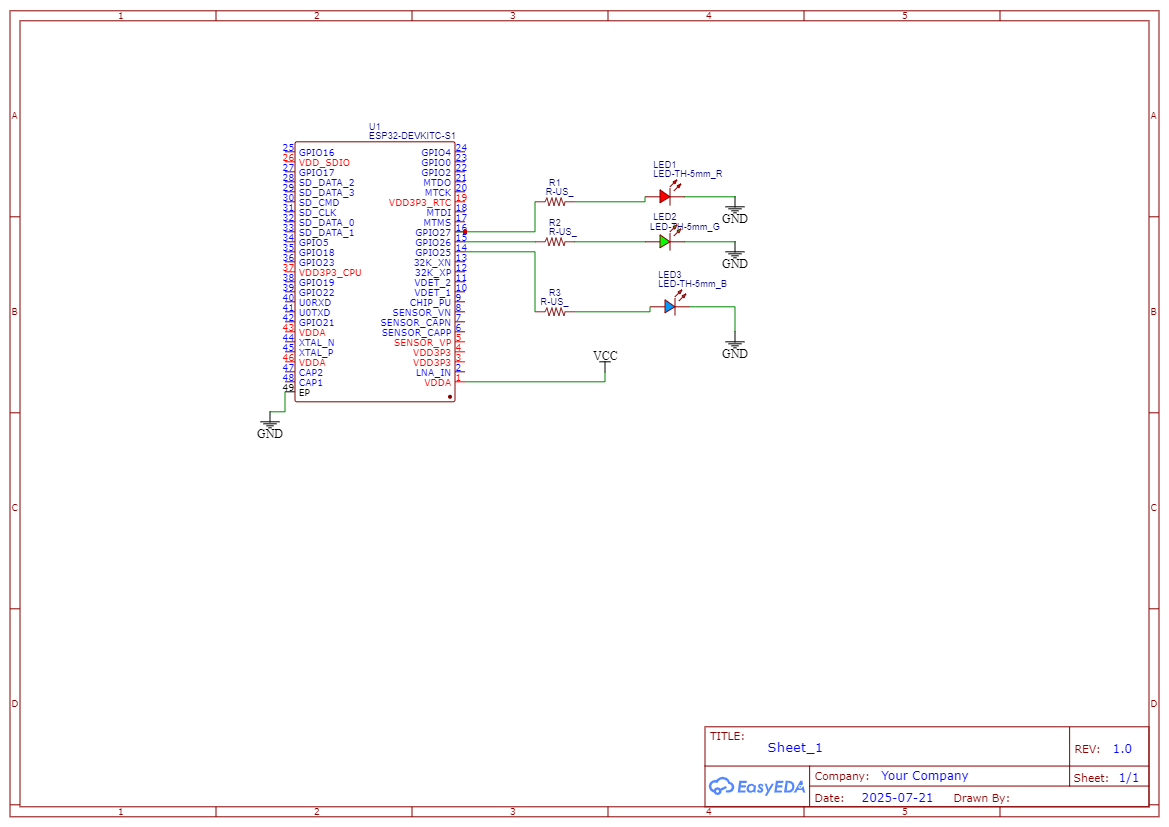 1 2 3 4 5
A A
U1
ESP32-DEVKITC-S1
25 GPIO16 GPIO4 24
26 VDD_SDIO GPIO0 23
27 GPIO17 GPIO2 22
28 SD_DATA_2 MTDO 21
29 SD_DATA_3 MTCK 20
30 SD_CMD VDD3P3_RTC 19
31 SD_CLK MTDI 18
32 SD_DATA_0 MTMS 17
33 SD_DATA_1 GPIO27 16
34 GPIO5 GPIO26 15
35 GPIO18 GPIO25 14
36 GPIO23 32K_XN 13
37 VDD3P3_CPU 32K_XP 12
38 GPIO19 VDET_2 11
39 GPIO22 VDET_1 10
40 U0RXD CHIP_PU 9
41 U0TXD SENSOR_VN 8
42 GPIO21 SENSOR_CAPN 7
43 VDDA SENSOR_CAPP 6
44 XTAL_N SENSOR_VP 5
45 XTAL_P VDD3P3 4
46 VDDA VDD3P3 3
47 CAP2 LNA_IN 2
48 CAP1 VDDA 1
49 EP
GND
R1
R-US_
LED1
LED-TH-5mm_R
GND
R2
R-US_
LED2
LED-TH-5mm_G
GND
R3
R-US_
LED3
LED-TH-5mm_B
GND
VCC
B B
C C
D D
TITLE:
Sheet_1
REV: 1.0
EasyEDA
Company: Your Company
Sheet: 1/1
Date: 2025-07-21 Drawn By:
1 2 3 4 5